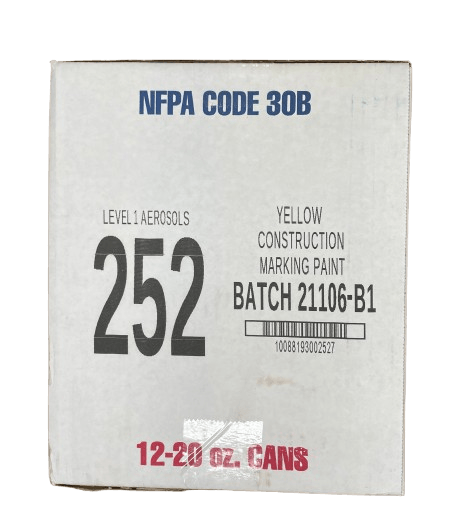 NFPA CODE 30B
LEVEL 1 AEROSOLS
252
YELLOW
CONSTRUCTION
MARKING PAINT
BATCH 21106-B1
10088193002527
12-20 oz. CANS